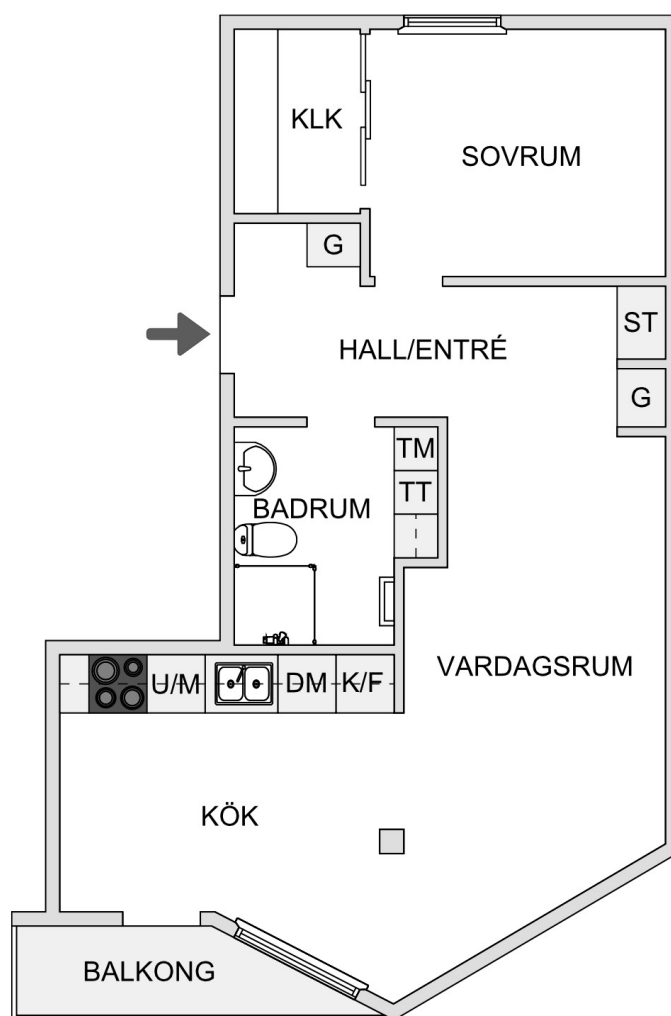 KLK
SOVRUM
G
ST
HALL/ENTRÉ
G
TM
TT
BADRUM
VARDAGSRUM
U/M
DM
K/F
KÖK
BALKONG